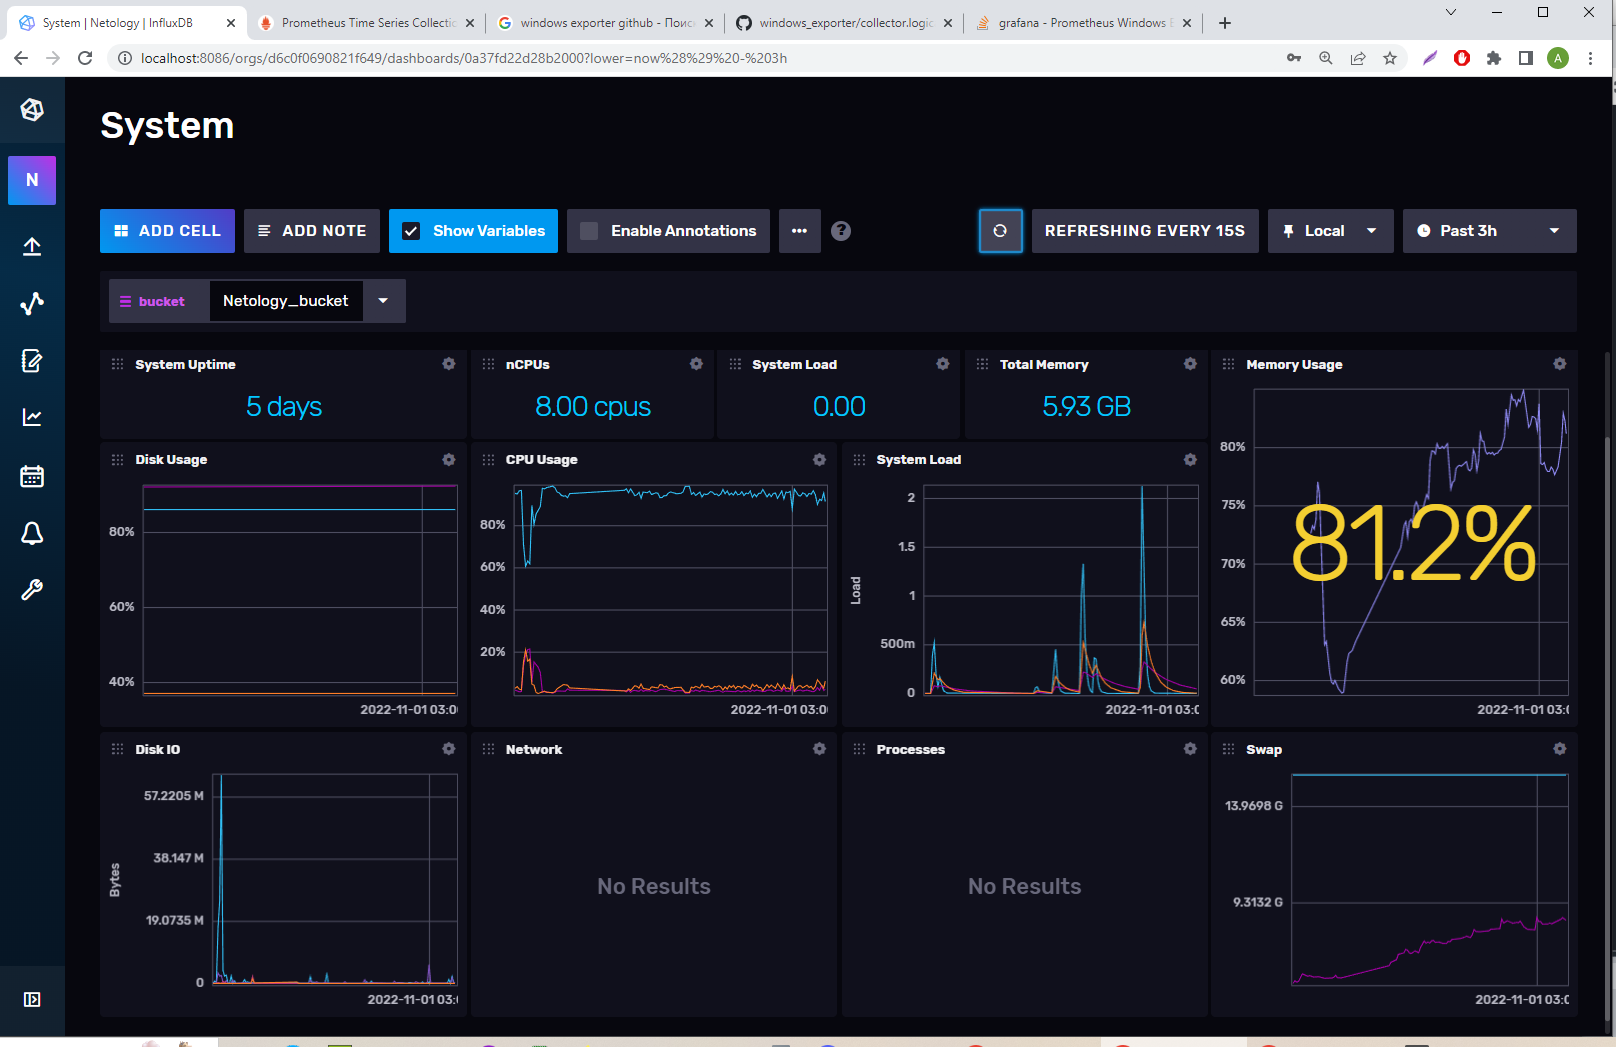 System | Netology | InfluxDB
Prometheus Time Series Collectio
windows exporter github - Поис
windows_exporter/collector.logic
grafana - Prometheus Windows E
localhost:8086/orgs/d6c0f0690821f649/dashboards/0a37fd22d28b2000?lower=now%28%29%20-%203h
A
System
N
ADD CELL
ADD NOTE
Show Variables
Enable Annotations
?
REFRESHING EVERY 15S
Local
Past 3h
bucket
Netology_bucket
System Uptime
5 days
nCPUs
8.00 cpus
System Load
0.00
Total Memory
5.93 GB
Memory Usage
80%
75%
70%
65%
60%
81.2%
2022-11-01 03:0
Disk Usage
80%
60%
40%
2022-11-01 03:0
CPU Usage
80%
60%
40%
20%
2022-11-01 03:0
System Load
Load
2
1.5
1
500m
0
2022-11-01 03:0
Disk IO
Bytes
57.2205 M
38.147 M
19.0735 M
0
2022-11-01 03:0
Network
No Results
Processes
No Results
Swap
13.9698 G
9.3132 G
2022-11-01 03:0